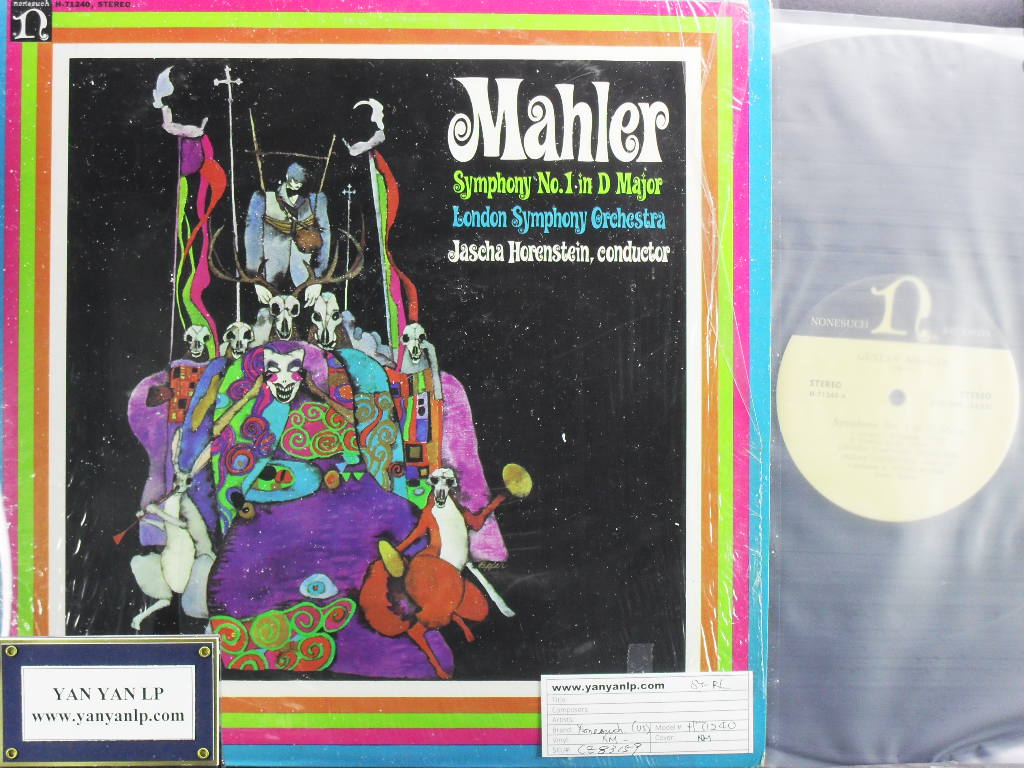 nonesuch
H-71240, STEREO
n
Mahler
Symphony No.1 in D Major
London Symphony Orchestra
Jascha Horenstein, conductor
NONESUCH n RECORDS
STEREO
H-71240-A
STEREO
YAN YAN LP
www.yanyanlp.com
www.yanyanlp.com
Title:
Composers:
Artists:
Brand: Nonesuch (US) Model#: H-71240
Vinyl: NM - Cover: NM
SKU#: